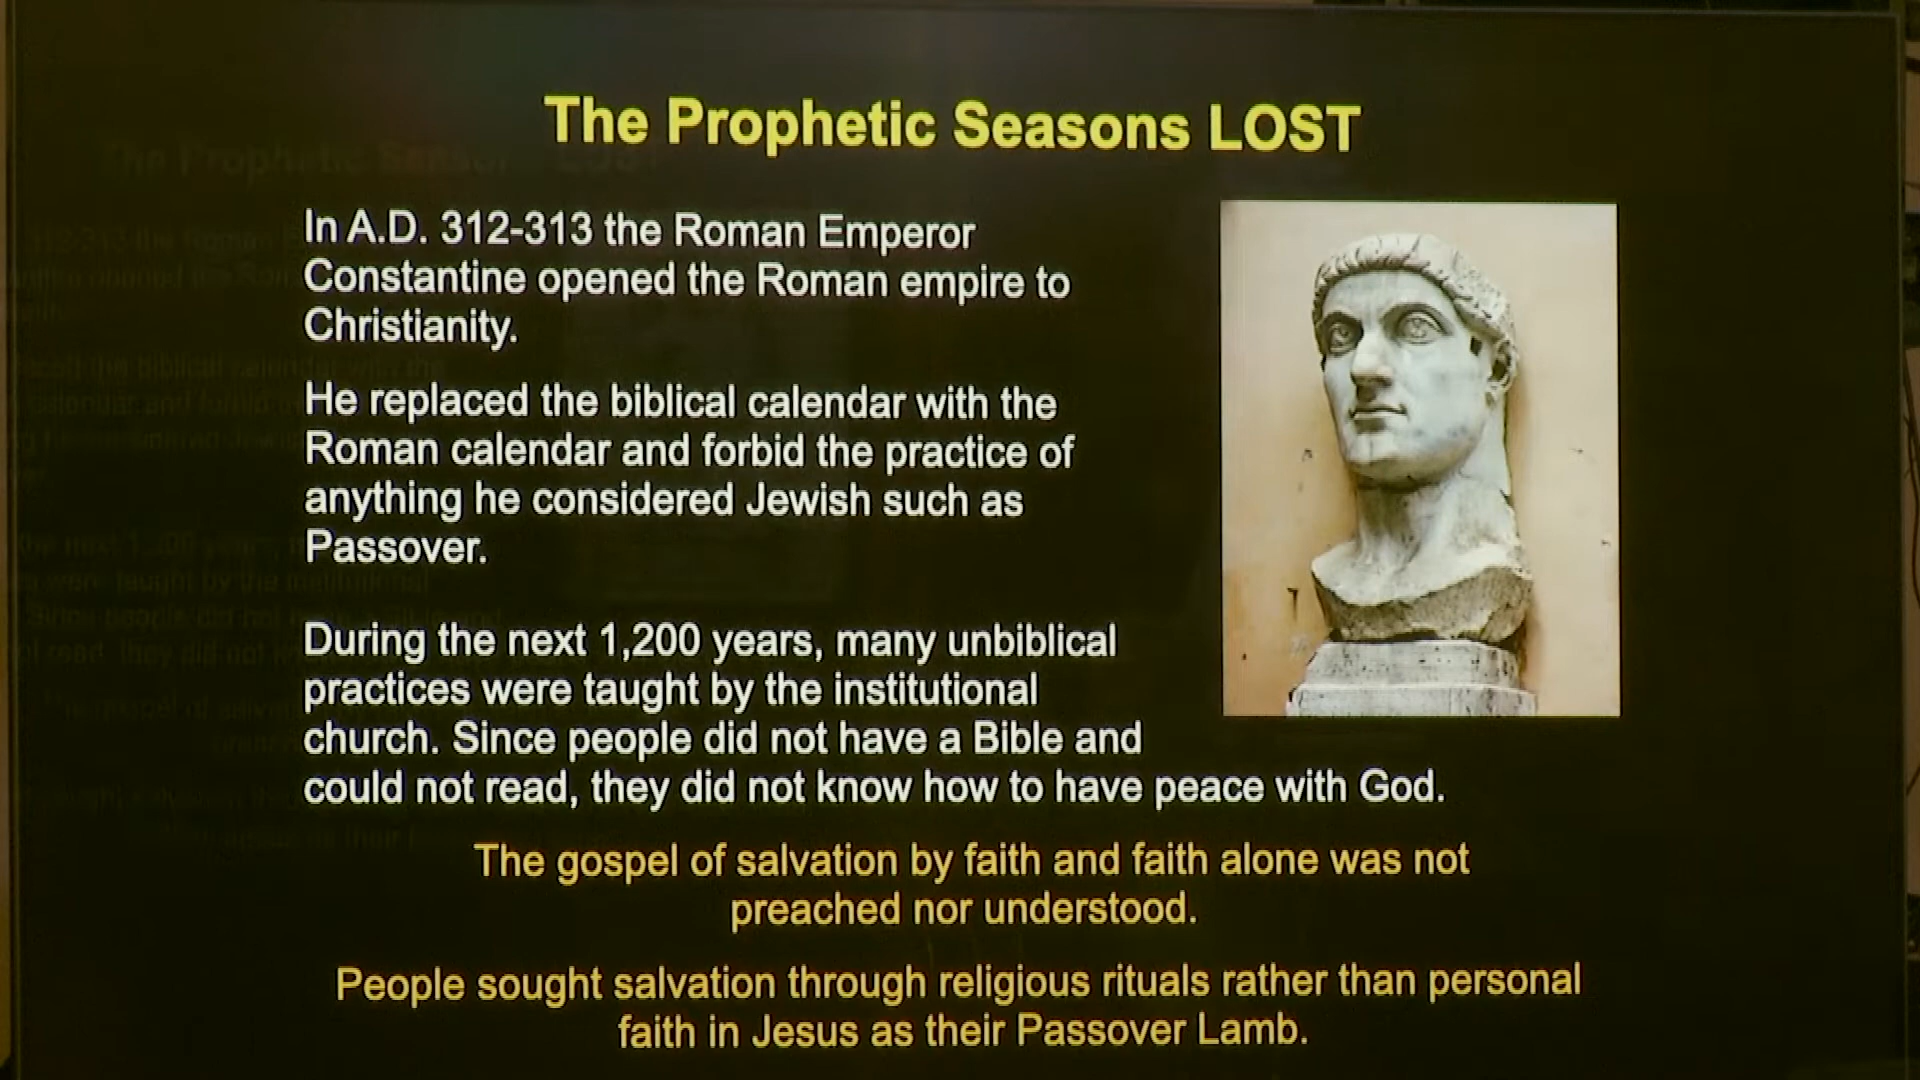 The Prophetic Seasons LOST
In A.D. 312-313 the Roman Emperor
Constantine opened the Roman empire to
Christianity.
He replaced the biblical calendar with the
Roman calendar and forbid the practice of
anything he considered Jewish such as
Passover.
During the next 1,200 years, many unbiblical
practices were taught by the institutional
church. Since people did not have a Bible and
could not read, they did not know how to have peace with God.
The gospel of salvation by faith and faith alone was not
preached nor understood.
People sought salvation through religious rituals rather than personal
faith in Jesus as their Passover Lamb.